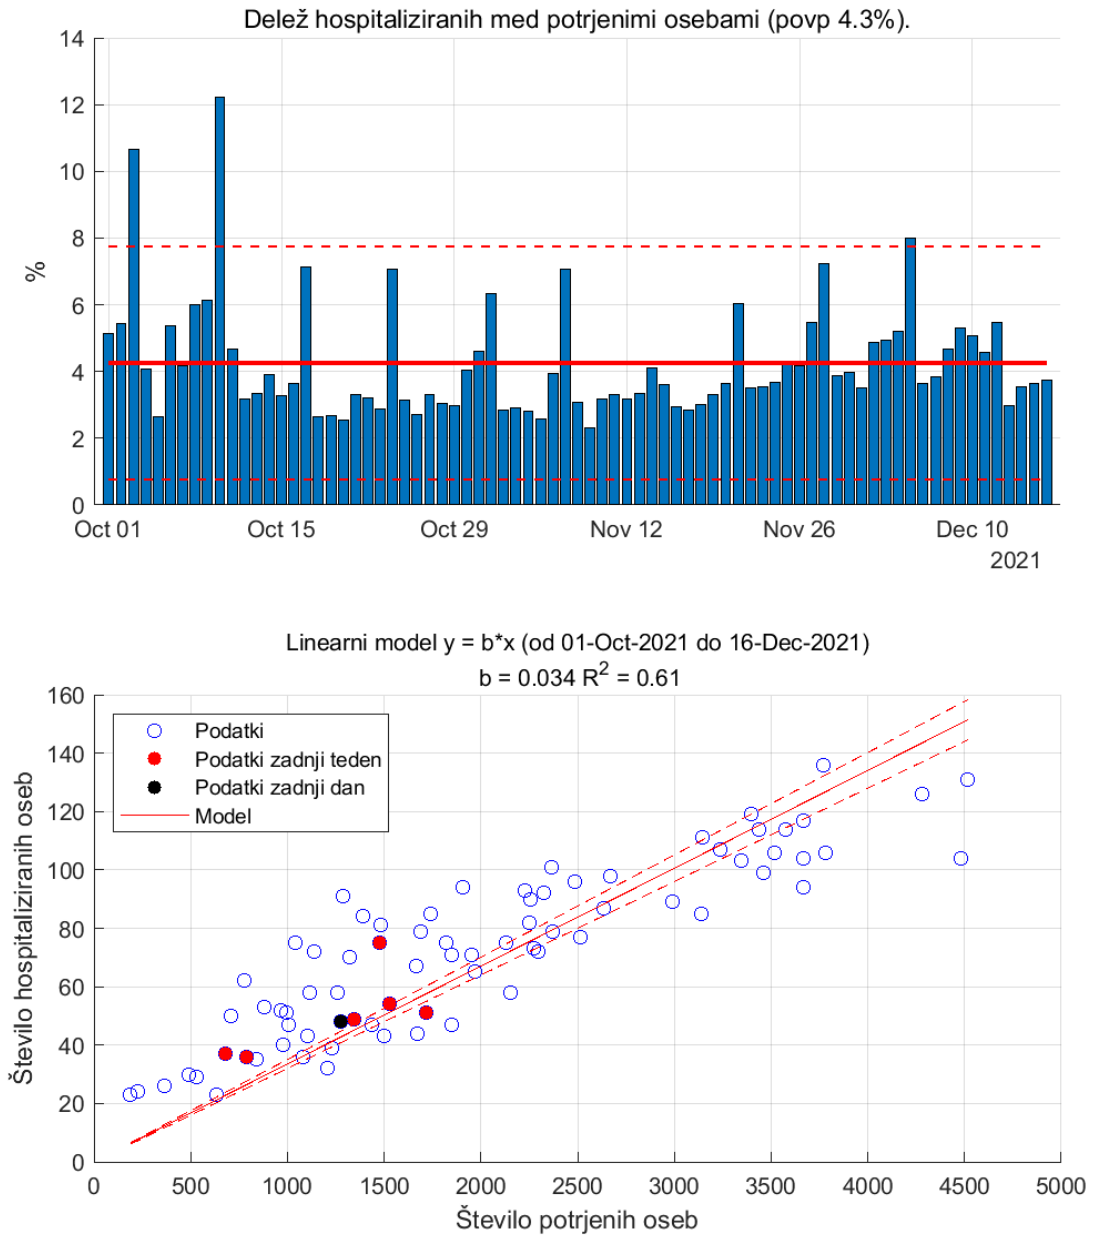 Delež hospitaliziranih med potrjenimi osebami (povp 4.3%).
14
12
10
8
6
4
2
0
%
Oct 01 Oct 15 Oct 29 Nov 12 Nov 26 Dec 10
2021
Linearni model y = b*x (od 01-Oct-2021 do 16-Dec-2021)
b = 0.034 R² = 0.61
160
140
120
100
80
60
40
20
0
Število hospitaliziranih oseb
Podatki
Podatki zadnji teden
Podatki zadnji dan
Model
0 500 1000 1500 2000 2500 3000 3500 4000 4500 5000
Število potrjenih oseb